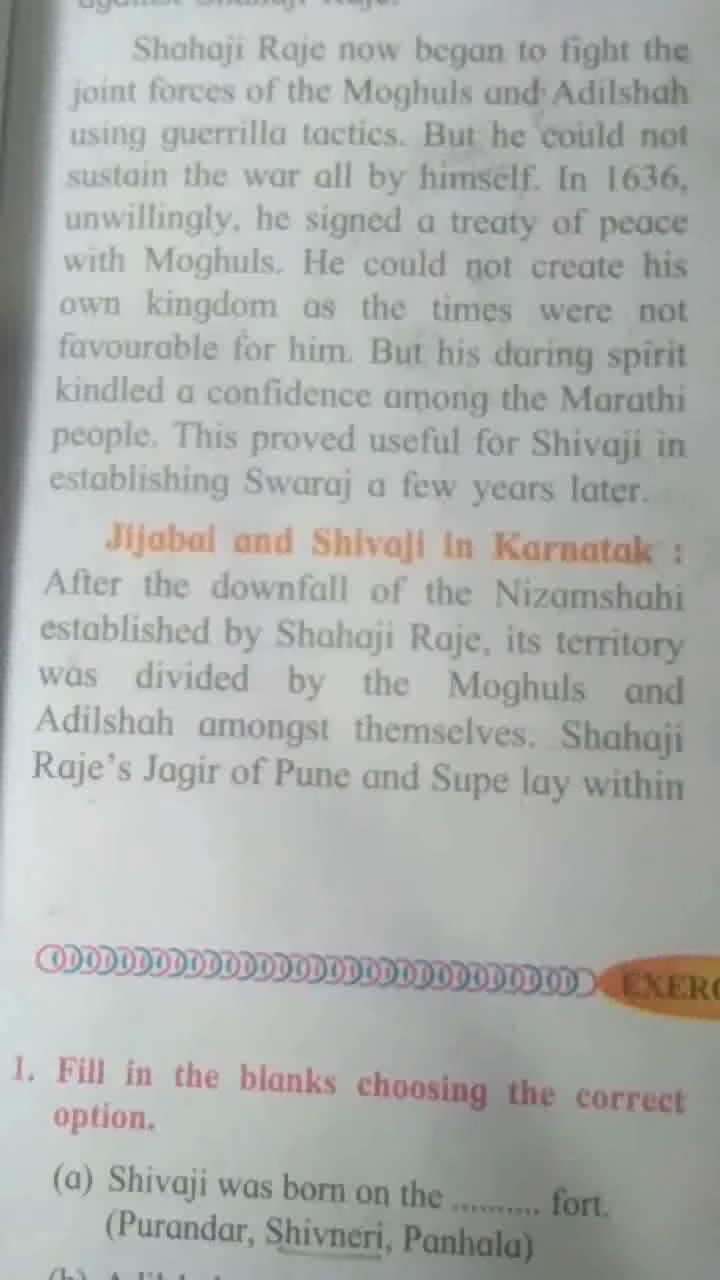 Shahaji Raje now began to fight the
joint forces of the Moghuls and Adilshah
using guerrilla tactics. But he could not
sustain the war all by himself. In 1636,
unwillingly, he signed a treaty of peace
with Moghuls. He could not create his
own kingdom as the times were not
favourable for him. But his daring spirit
kindled a confidence among the Marathi
people. This proved useful for Shivaji in
establishing Swaraj a few years later.
Jijabai and Shivaji in Karnatak :
After the downfall of the Nizamshahi
established by Shahaji Raje, its territory
was divided by the Moghuls and
Adilshah amongst themselves. Shahaji
Raje's Jagir of Pune and Supe lay within
EXERC
1. Fill in the blanks choosing the correct
option.
(a) Shivaji was born on the .......... fort.
(Purandar, Shivneri, Panhala)